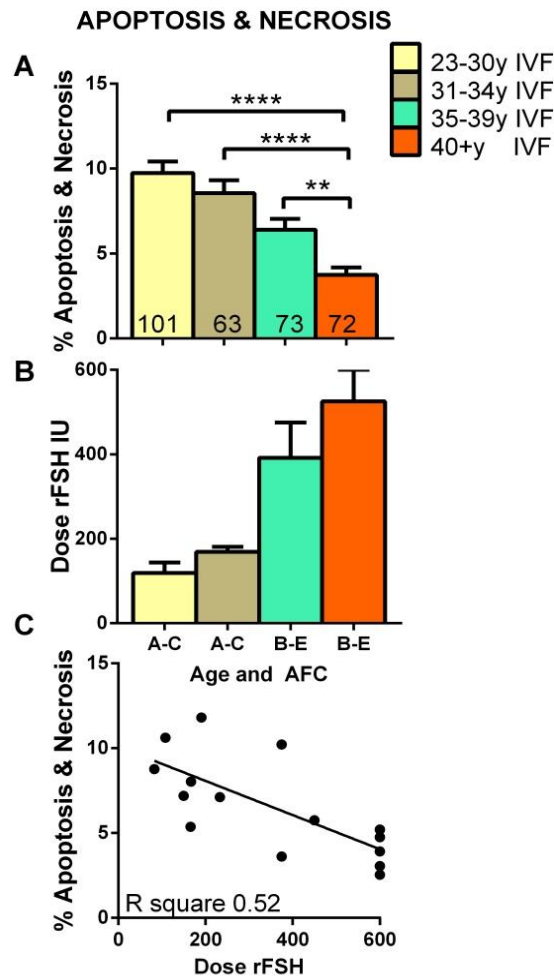 APOPTOSIS & NECROSIS
A
23-30y IVF
31-34y IVF
35-39y IVF
40+y IVF
% Apoptosis & Necrosis
15
10
5
0
****
****
**
101 63 73 72
B
Dose rFSH IU
600
400
200
0
A-C A-C B-E B-E
Age and AFC
C
% Apoptosis & Necrosis
15
10
5
0
R square 0.52
0 200 400 600
Dose rFSH